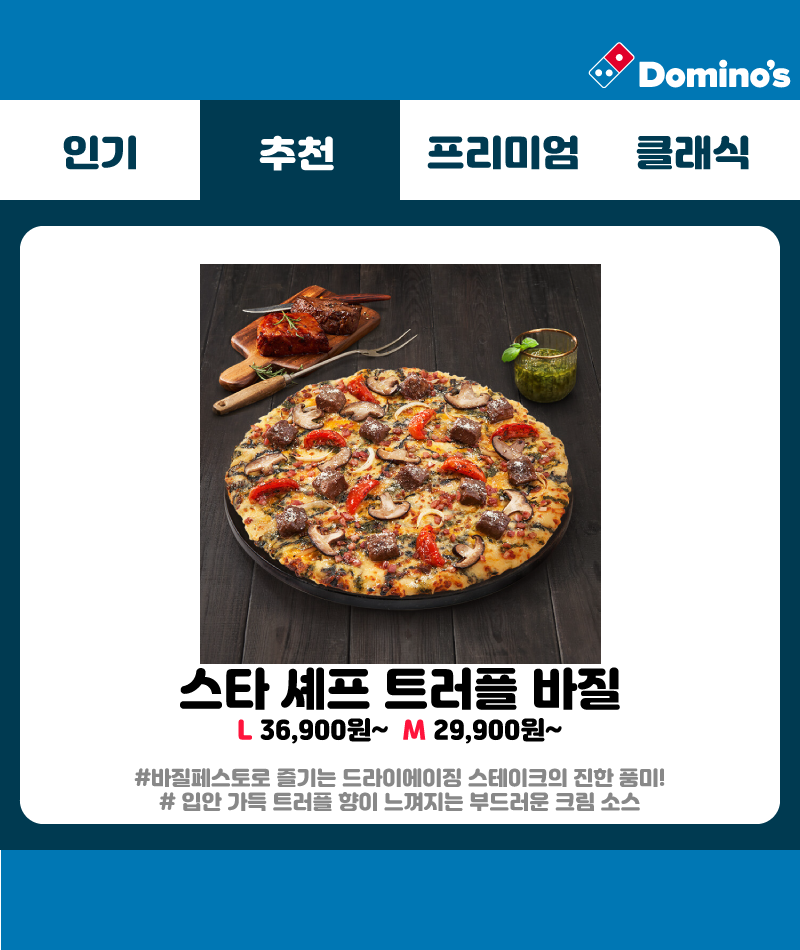 Domino's
인기 추천 프리미엄 클래식
스타 셰프 트러플 바질
L 36,900원~ M 29,900원~
#바질페스토로 즐기는 드라이에이징 스테이크의 진한 풍미!
# 입안 가득 트러플 향이 느껴지는 부드러운 크림 소스